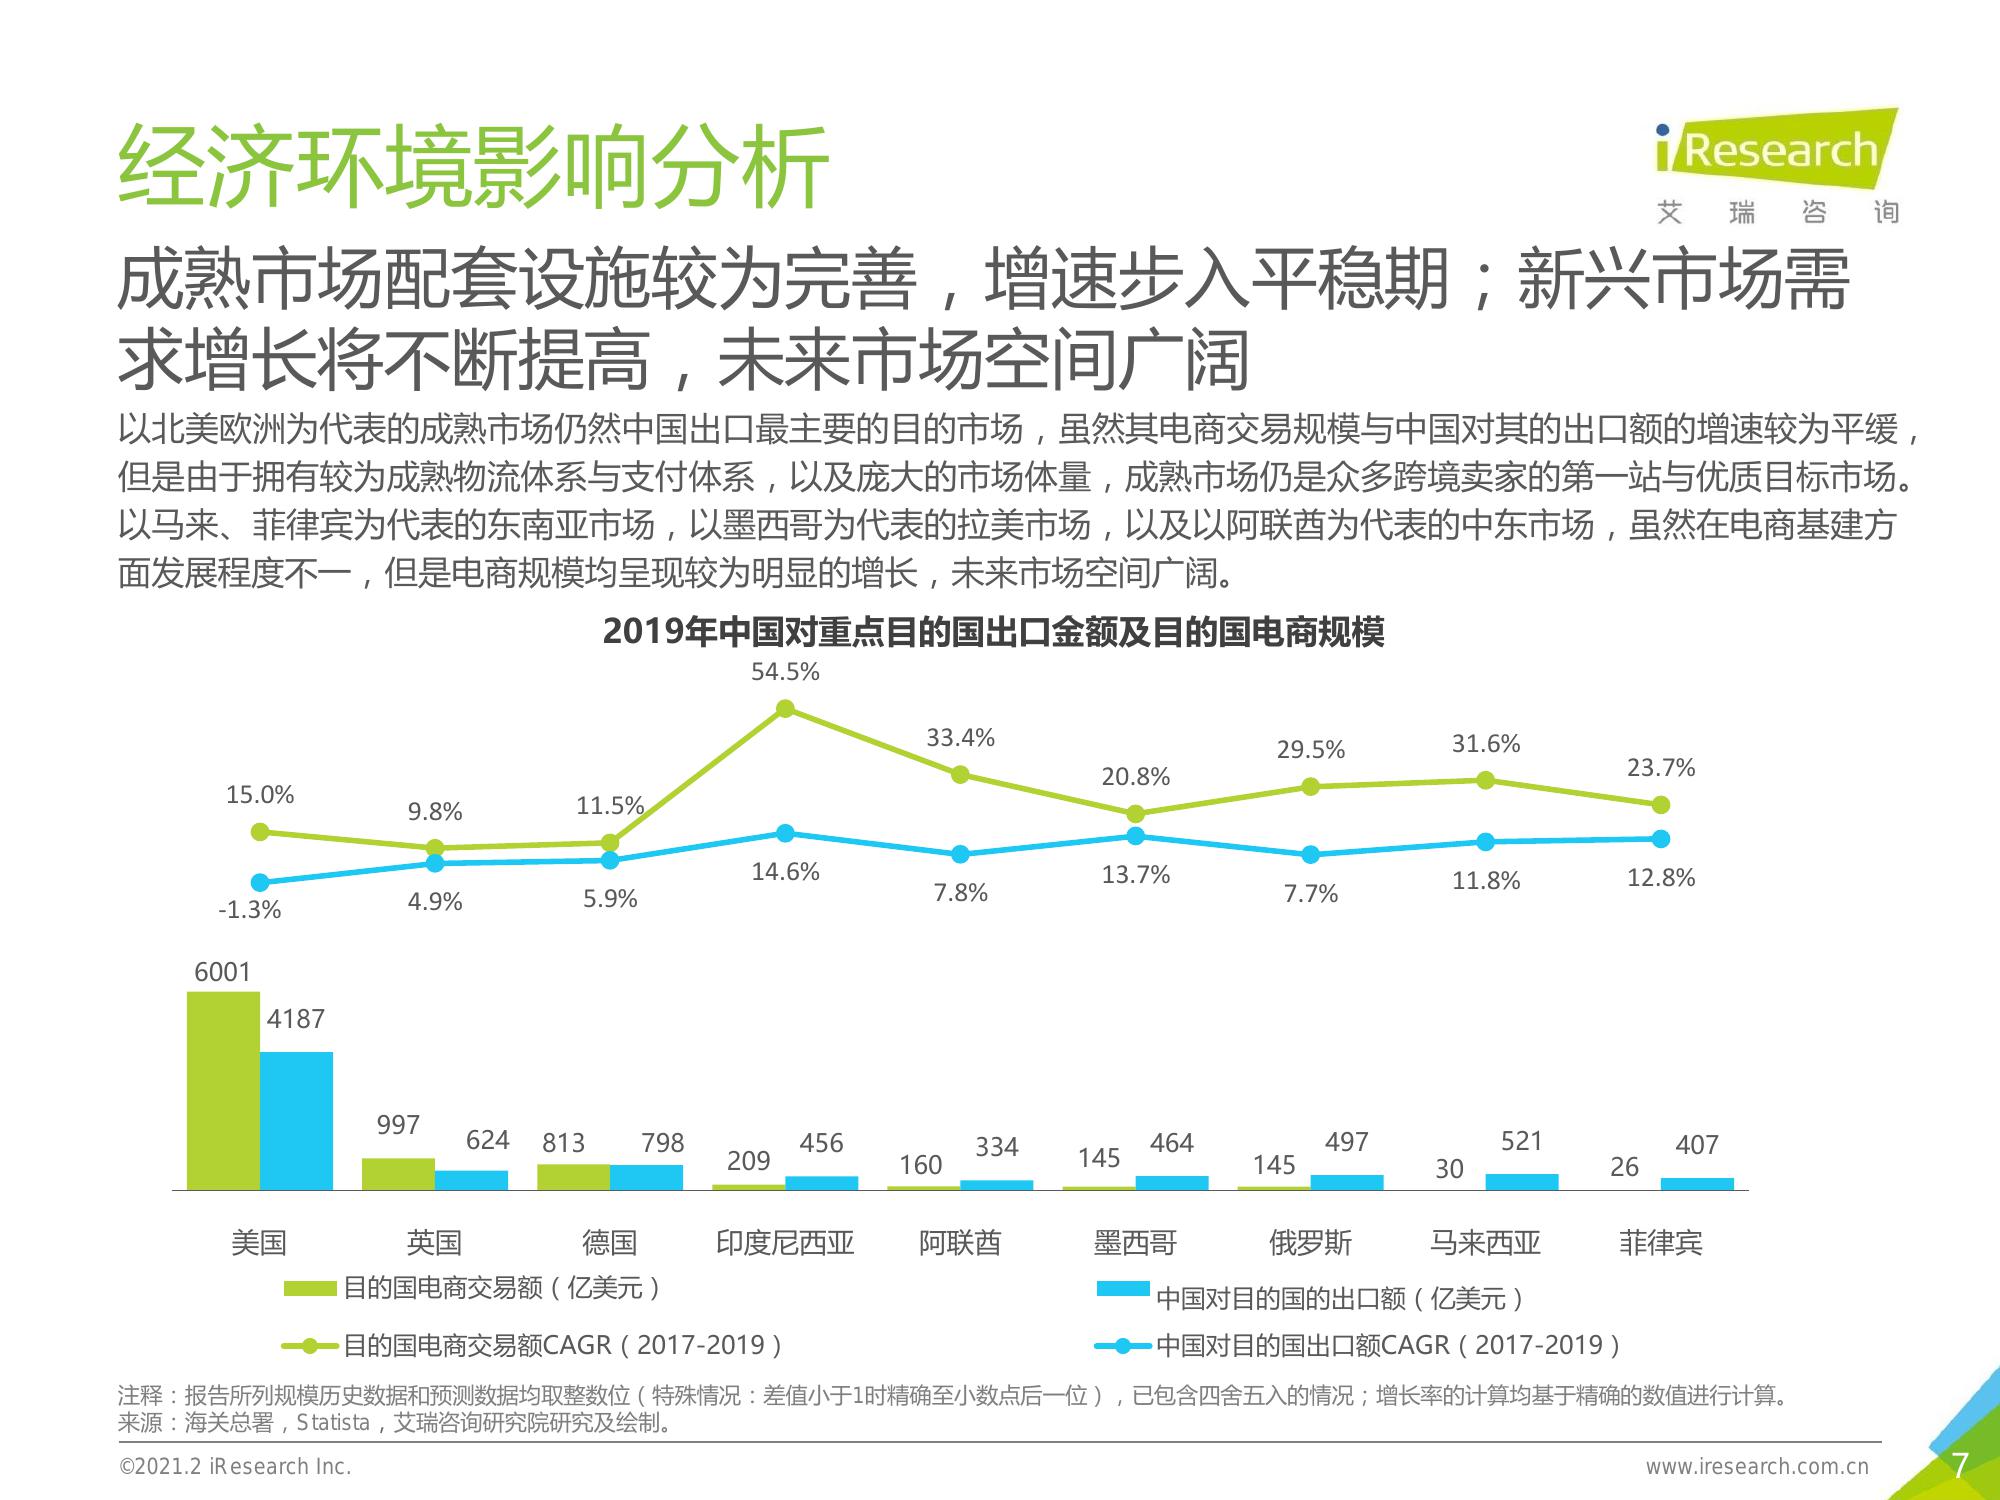 经济环境影响分析
iResearch
艾瑞咨询
成熟市场配套设施较为完善，增速步入平稳期；新兴市场需
求增长将不断提高，未来市场空间广阔
以北美欧洲为代表的成熟市场仍然中国出口最主要的目的市场，虽然其电商交易规模与中国对其的出口额的增速较为平缓，
但是由于拥有较为成熟物流体系与支付体系，以及庞大的市场体量，成熟市场仍是众多跨境卖家的第一站与优质目标市场。
以马来、菲律宾为代表的东南亚市场，以墨西哥为代表的拉美市场，以及以阿联酋为代表的中东市场，虽然在电商基建方
面发展程度不一，但是电商规模均呈现较为明显的增长，未来市场空间广阔。
2019年中国对重点目的国出口金额及目的国电商规模
15.0% 9.8% 11.5% 54.5% 33.4% 20.8% 29.5% 31.6% 23.7%
-1.3% 4.9% 5.9% 14.6% 7.8% 13.7% 7.7% 11.8% 12.8%
6001 4187 997 624 813 798 209 456 160 334 145 464 145 497 30 521 26 407
美国 英国 德国 印度尼西亚 阿联酋 墨西哥 俄罗斯 马来西亚 菲律宾
目的国电商交易额（亿美元） 中国对目的国的出口额（亿美元）
目的国电商交易额CAGR（2017-2019） 中国对目的国出口额CAGR（2017-2019）
注释：报告所列规模历史数据和预测数据均取整数位（特殊情况：差值小于1时精确至小数点后一位），已包含四舍五入的情况；增长率的计算均基于精确的数值进行计算。
来源：海关总署，Statista，艾瑞咨询研究院研究及绘制。
©2021.2 iResearch Inc. www.iresearch.com.cn 7